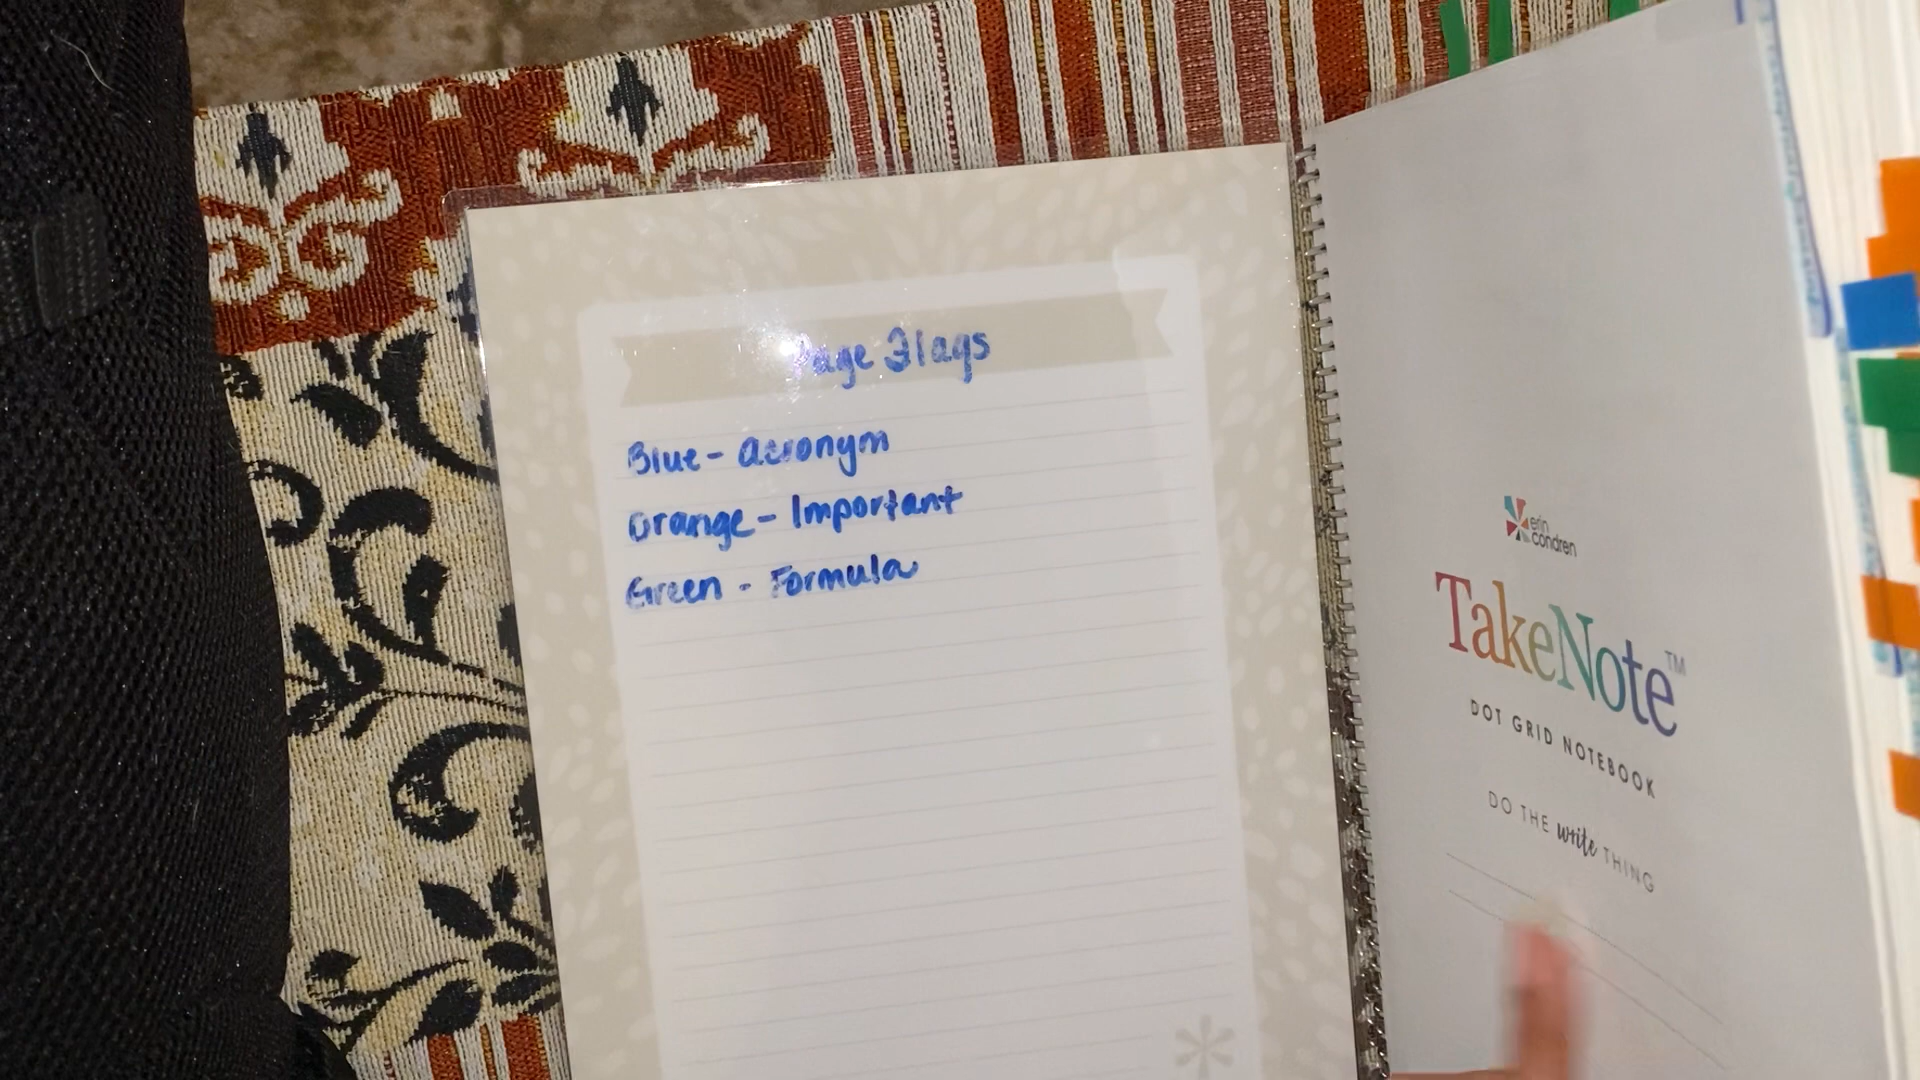 Page Flags
Blue - Acronym
Orange - Important
Green - Formula
erin
condren
TakeNote™
DOT GRID NOTEBOOK
DO THE write THING